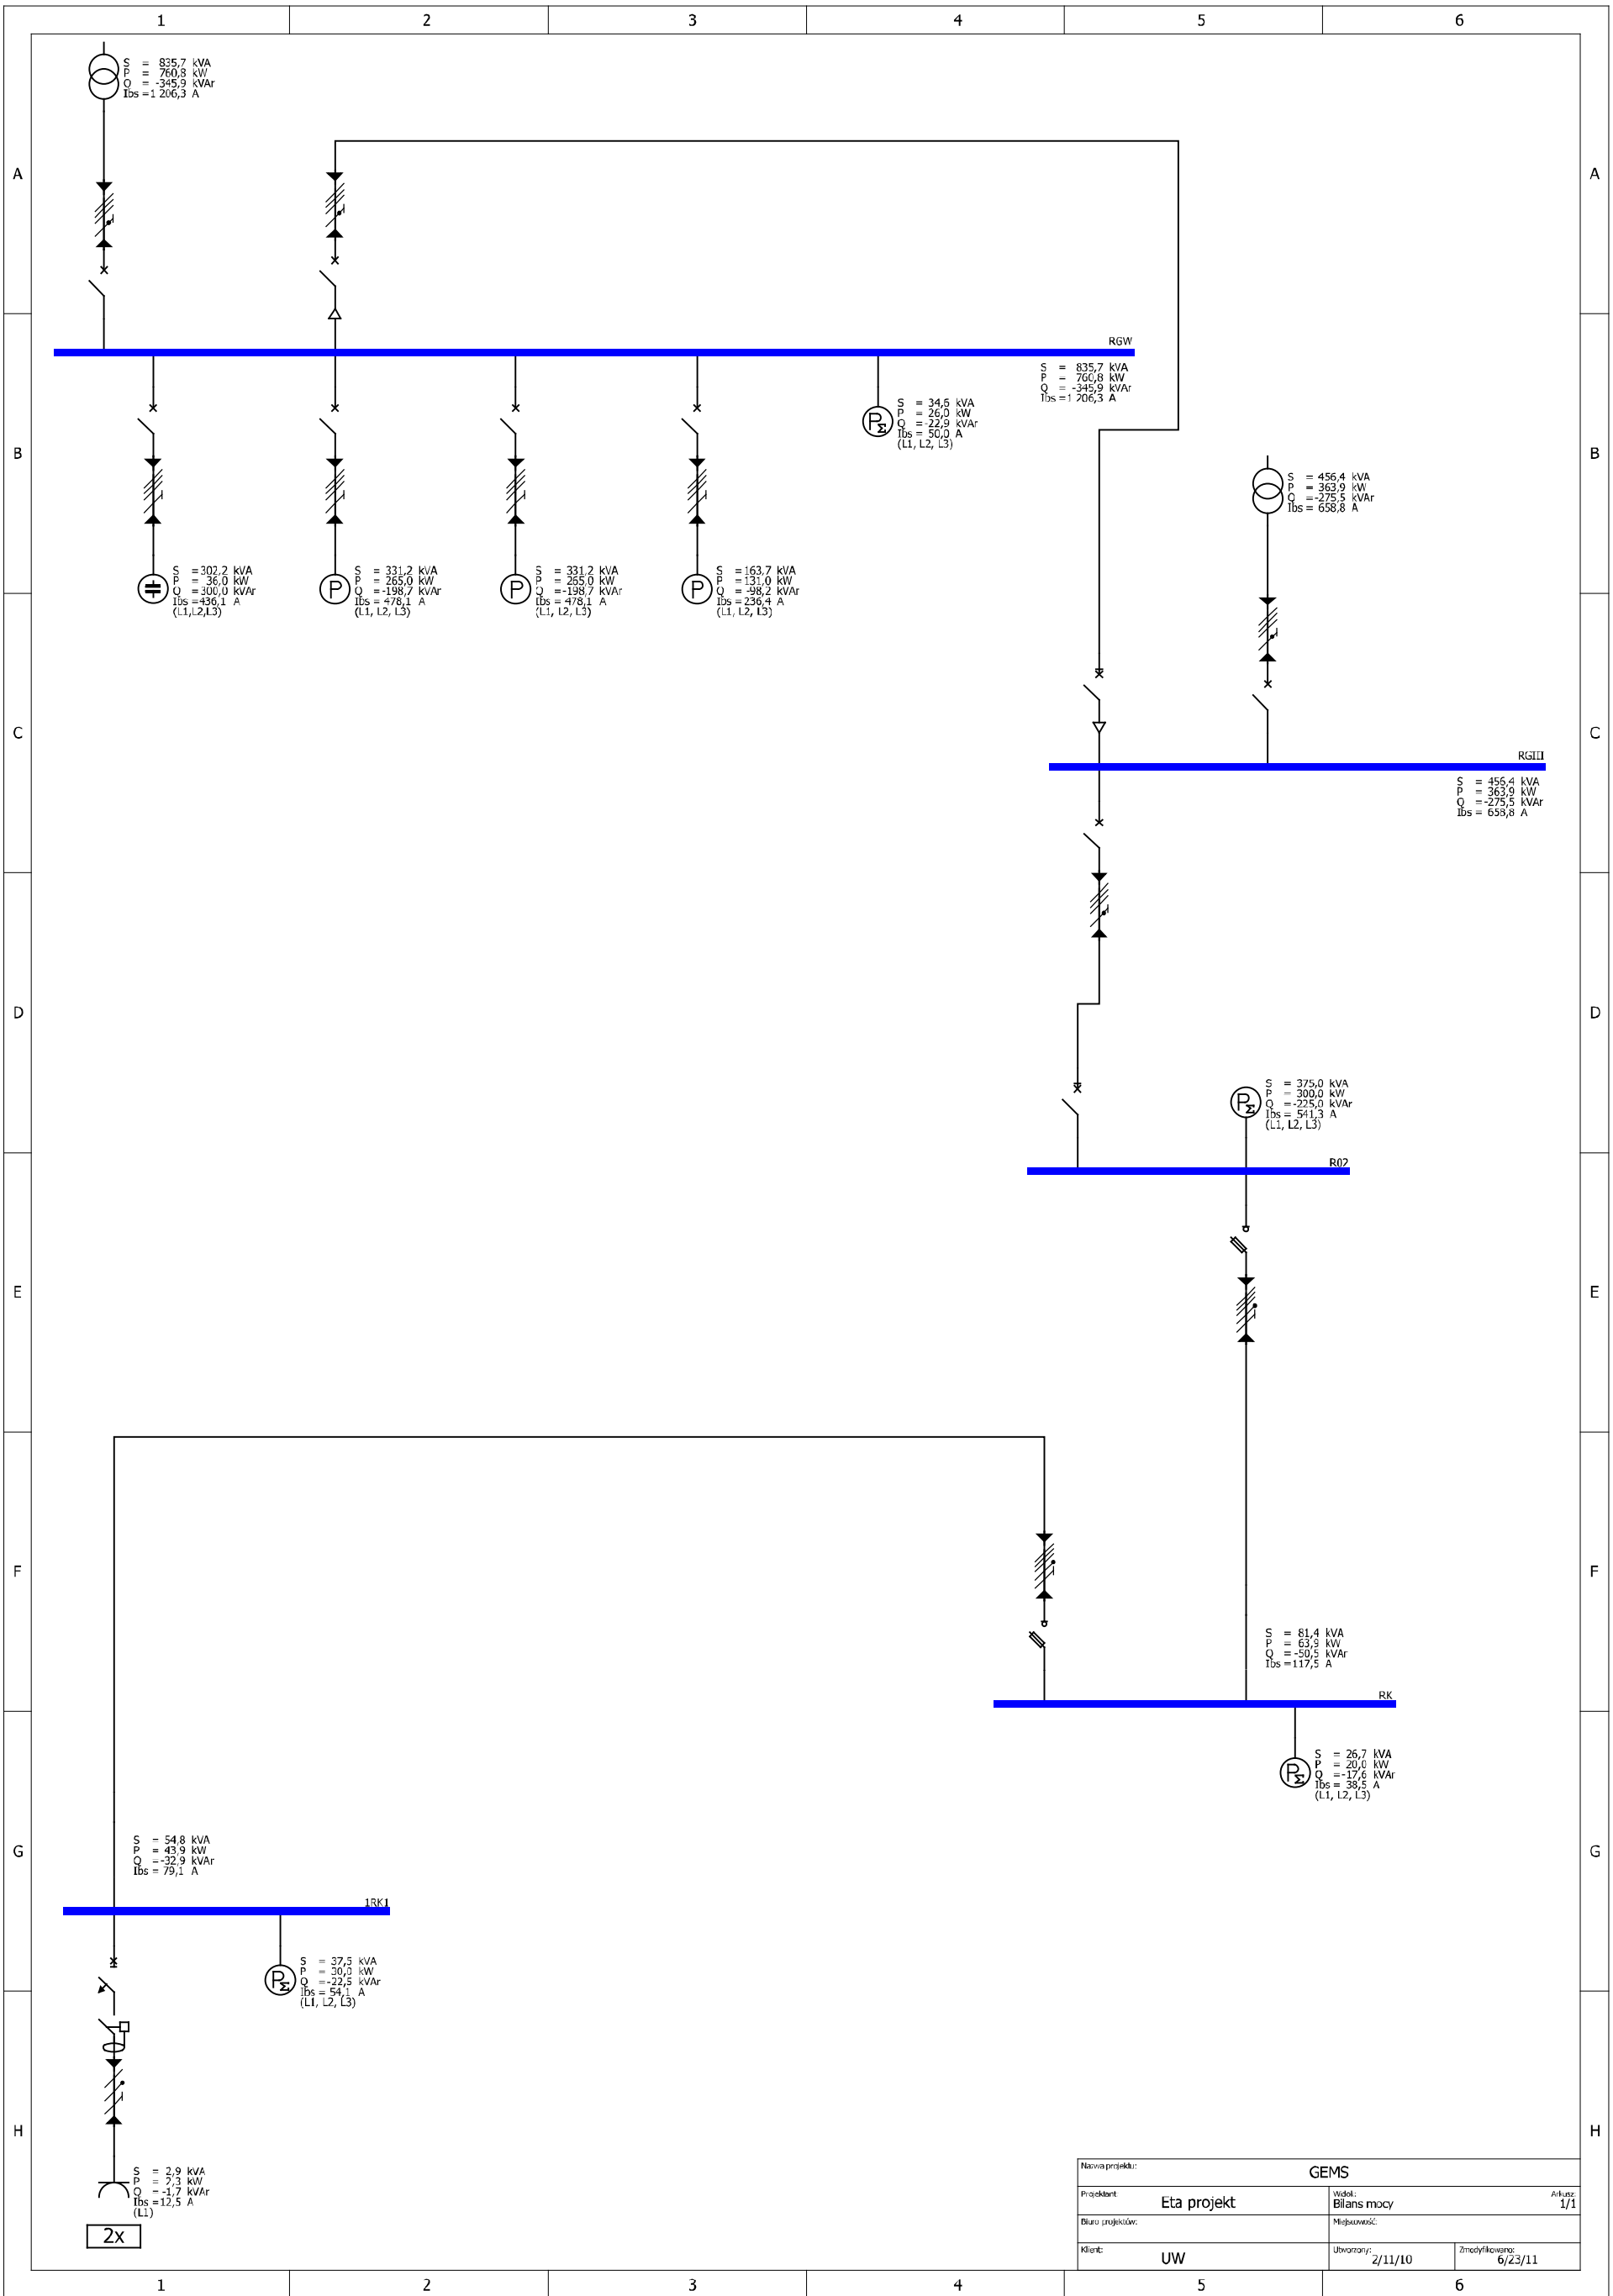 1 2 3 4 5 6
S = 835,7 kVA
P = 760,8 kW
Q = -345,9 kVAr
Ibs =1 206,3 A
A A
RGW
S = 835,7 kVA
P = 760,8 kW
Q = -345,9 kVAr
Ibs =1 206,3 A
PΣ
S = 34,6 kVA
P = 26,0 kW
Q =-22,9 kVAr
Ibs = 50,0 A
(L1, L2, L3)
B B
S = 456,4 kVA
P = 363,9 kW
Q =-275,5 kVAr
Ibs = 658,8 A
S =302,2 kVA
P = 36,0 kW
Q =300,0 kVAr
Ibs =436,1 A
(L1,L2,L3)
P
S = 331,2 kVA
P = 265,0 kW
Q =-198,7 kVAr
Ibs = 478,1 A
(L1, L2, L3)
P
S = 331,2 kVA
P = 265,0 kW
Q =-198,7 kVAr
Ibs = 478,1 A
(L1, L2, L3)
P
S =163,7 kVA
P =131,0 kW
Q =-98,2 kVAr
Ibs = 236,4 A
(L1, L2, L3)
C C
RGIII
S = 456,4 kVA
P = 363,9 kW
Q =-275,5 kVAr
Ibs = 658,8 A
D D
PΣ
S = 375,0 kVA
P = 300,0 kW
Q =-225,0 kVAr
Ibs = 541,3 A
(L1, L2, L3)
R02
E E
F F
S = 81,4 kVA
P = 63,9 kW
Q =-50,5 kVAr
Ibs =117,5 A
RK
PΣ
S = 26,7 kVA
P = 20,0 kW
Q =-17,6 kVAr
Ibs = 38,5 A
(L1, L2, L3)
G G
S = 54,8 kVA
P = 43,9 kW
Q =-32,9 kVAr
Ibs = 79,1 A
1RK1
PΣ
S = 37,5 kVA
P = 30,0 kW
Q =-22,5 kVAr
Ibs = 54,1 A
(L1, L2, L3)
H H
S = 2,9 kVA
P = 2,3 kW
Q = -1,7 kVAr
Ibs =12,5 A
(L1)
2x
Nazwa projektu: GEMS
Projektant: Eta projekt
Widok: Bilans mocy
Arkusz: 1/1
Biuro projektów:
Miejscowość:
Klient: UW
Utworzony: 2/11/10
Zmodyfikowano: 6/23/11
1 2 3 4 5 6